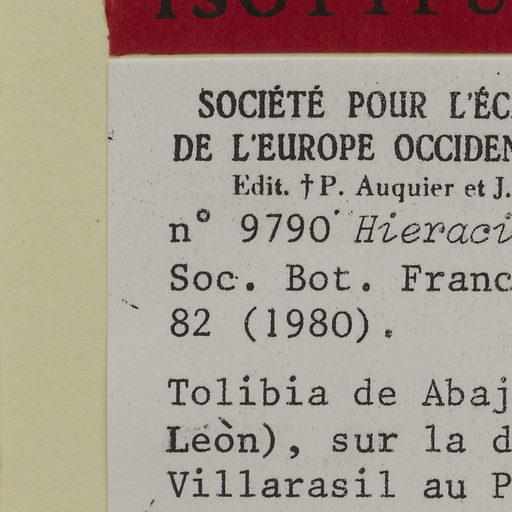 ISOTYPU
SOCIÉTÉ POUR L'ÉC
DE L'EUROPE OCCIDEN
Edit. † P. Auquier et J.
n° 9790 Hieraci
Soc. Bot. Franc
82 (1980).
Tolibia de Abaj
Leòn), sur la d
Villarasil au P